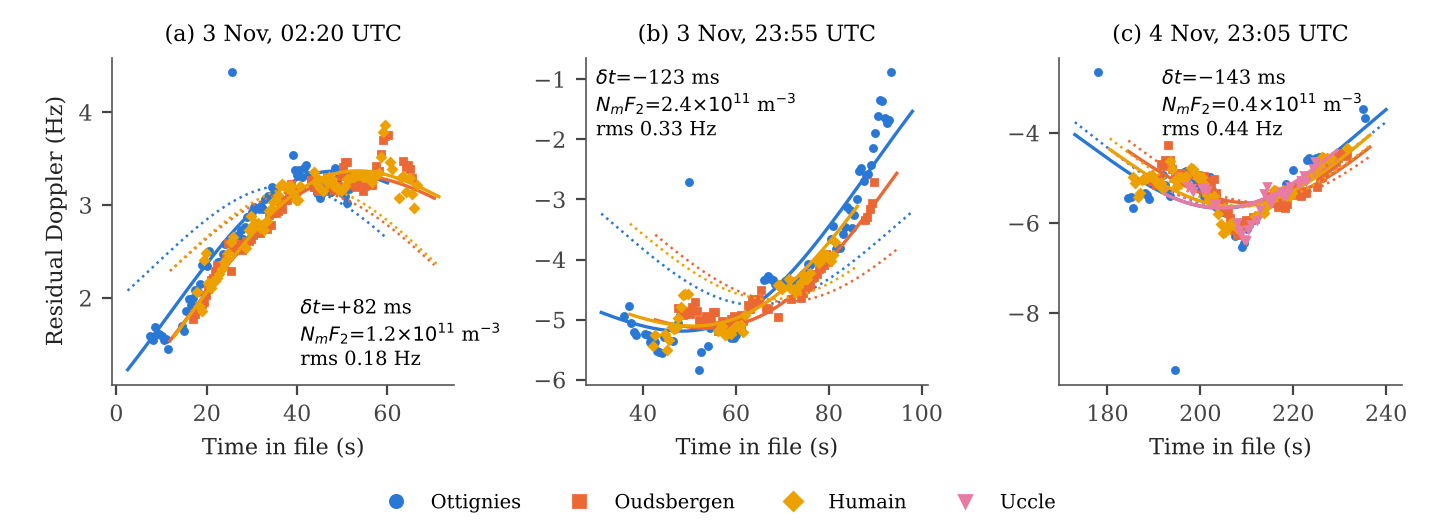 (a) 3 Nov, 02:20 UTC
Residual Doppler (Hz)
4
3
2
δt=+82 ms
NmF2=1.2×10¹¹ m⁻³
rms 0.18 Hz
0 20 40 60
Time in file (s)
(b) 3 Nov, 23:55 UTC
−1
−2
−3
−4
−5
−6
δt=−123 ms
NmF2=2.4×10¹¹ m⁻³
rms 0.33 Hz
40 60 80 100
Time in file (s)
(c) 4 Nov, 23:05 UTC
−4
−6
−8
δt=−143 ms
NmF2=0.4×10¹¹ m⁻³
rms 0.44 Hz
180 200 220 240
Time in file (s)
Ottignies Oudsbergen Humain Uccle